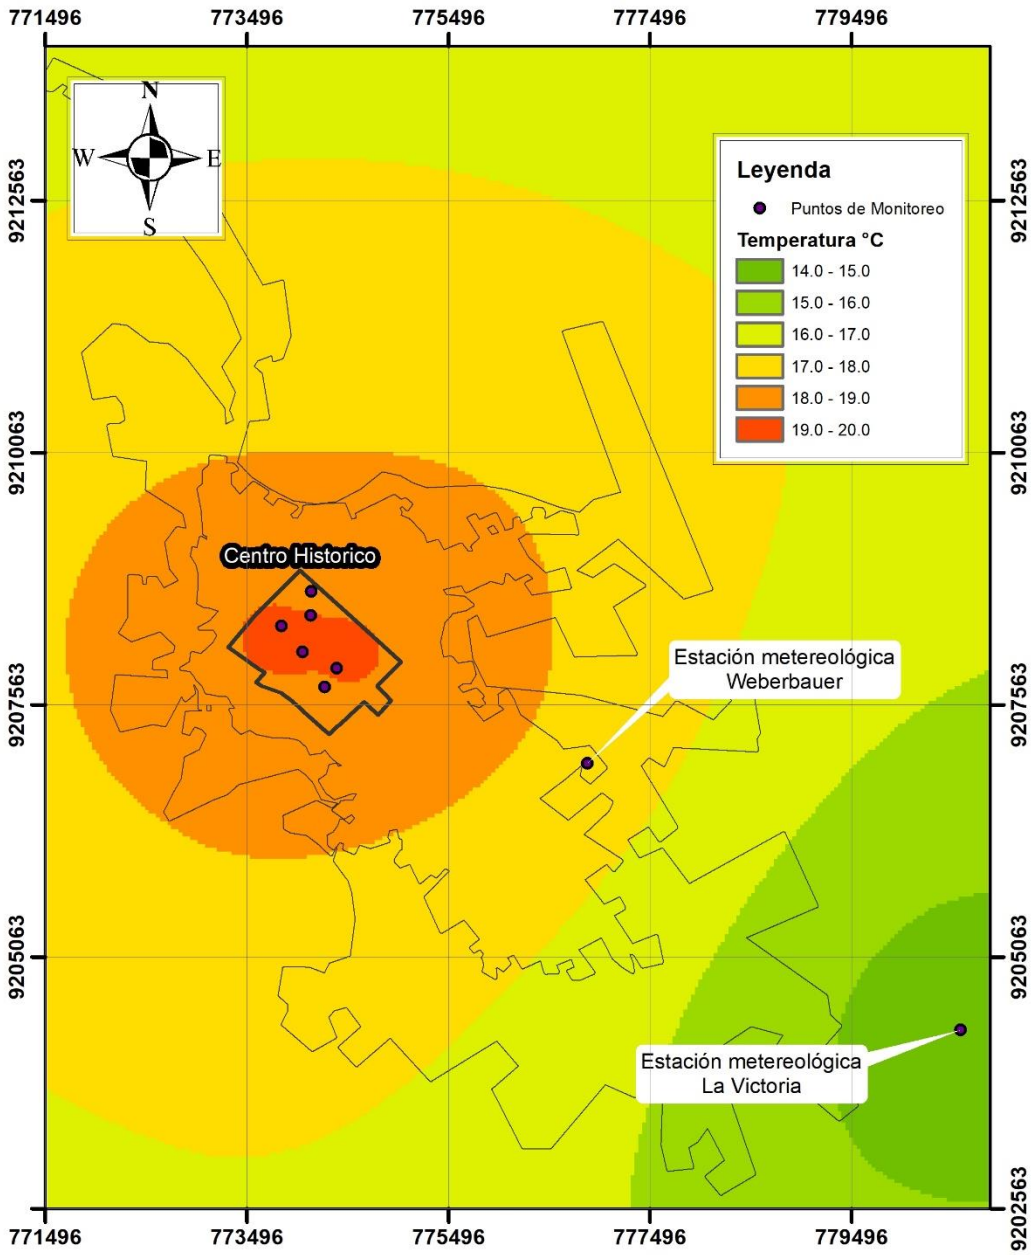 771496 773496 775496 777496 779496
N
W E
S
Leyenda
Puntos de Monitoreo
Temperatura °C
14.0 - 15.0
15.0 - 16.0
16.0 - 17.0
17.0 - 18.0
18.0 - 19.0
19.0 - 20.0
9212563 9212563
9210063 9210063
Centro Historico
Estación metereológica
Weberbauer
9207563 9207563
9205063 9205063
Estación metereológica
La Victoria
9202563
771496 773496 775496 777496 779496